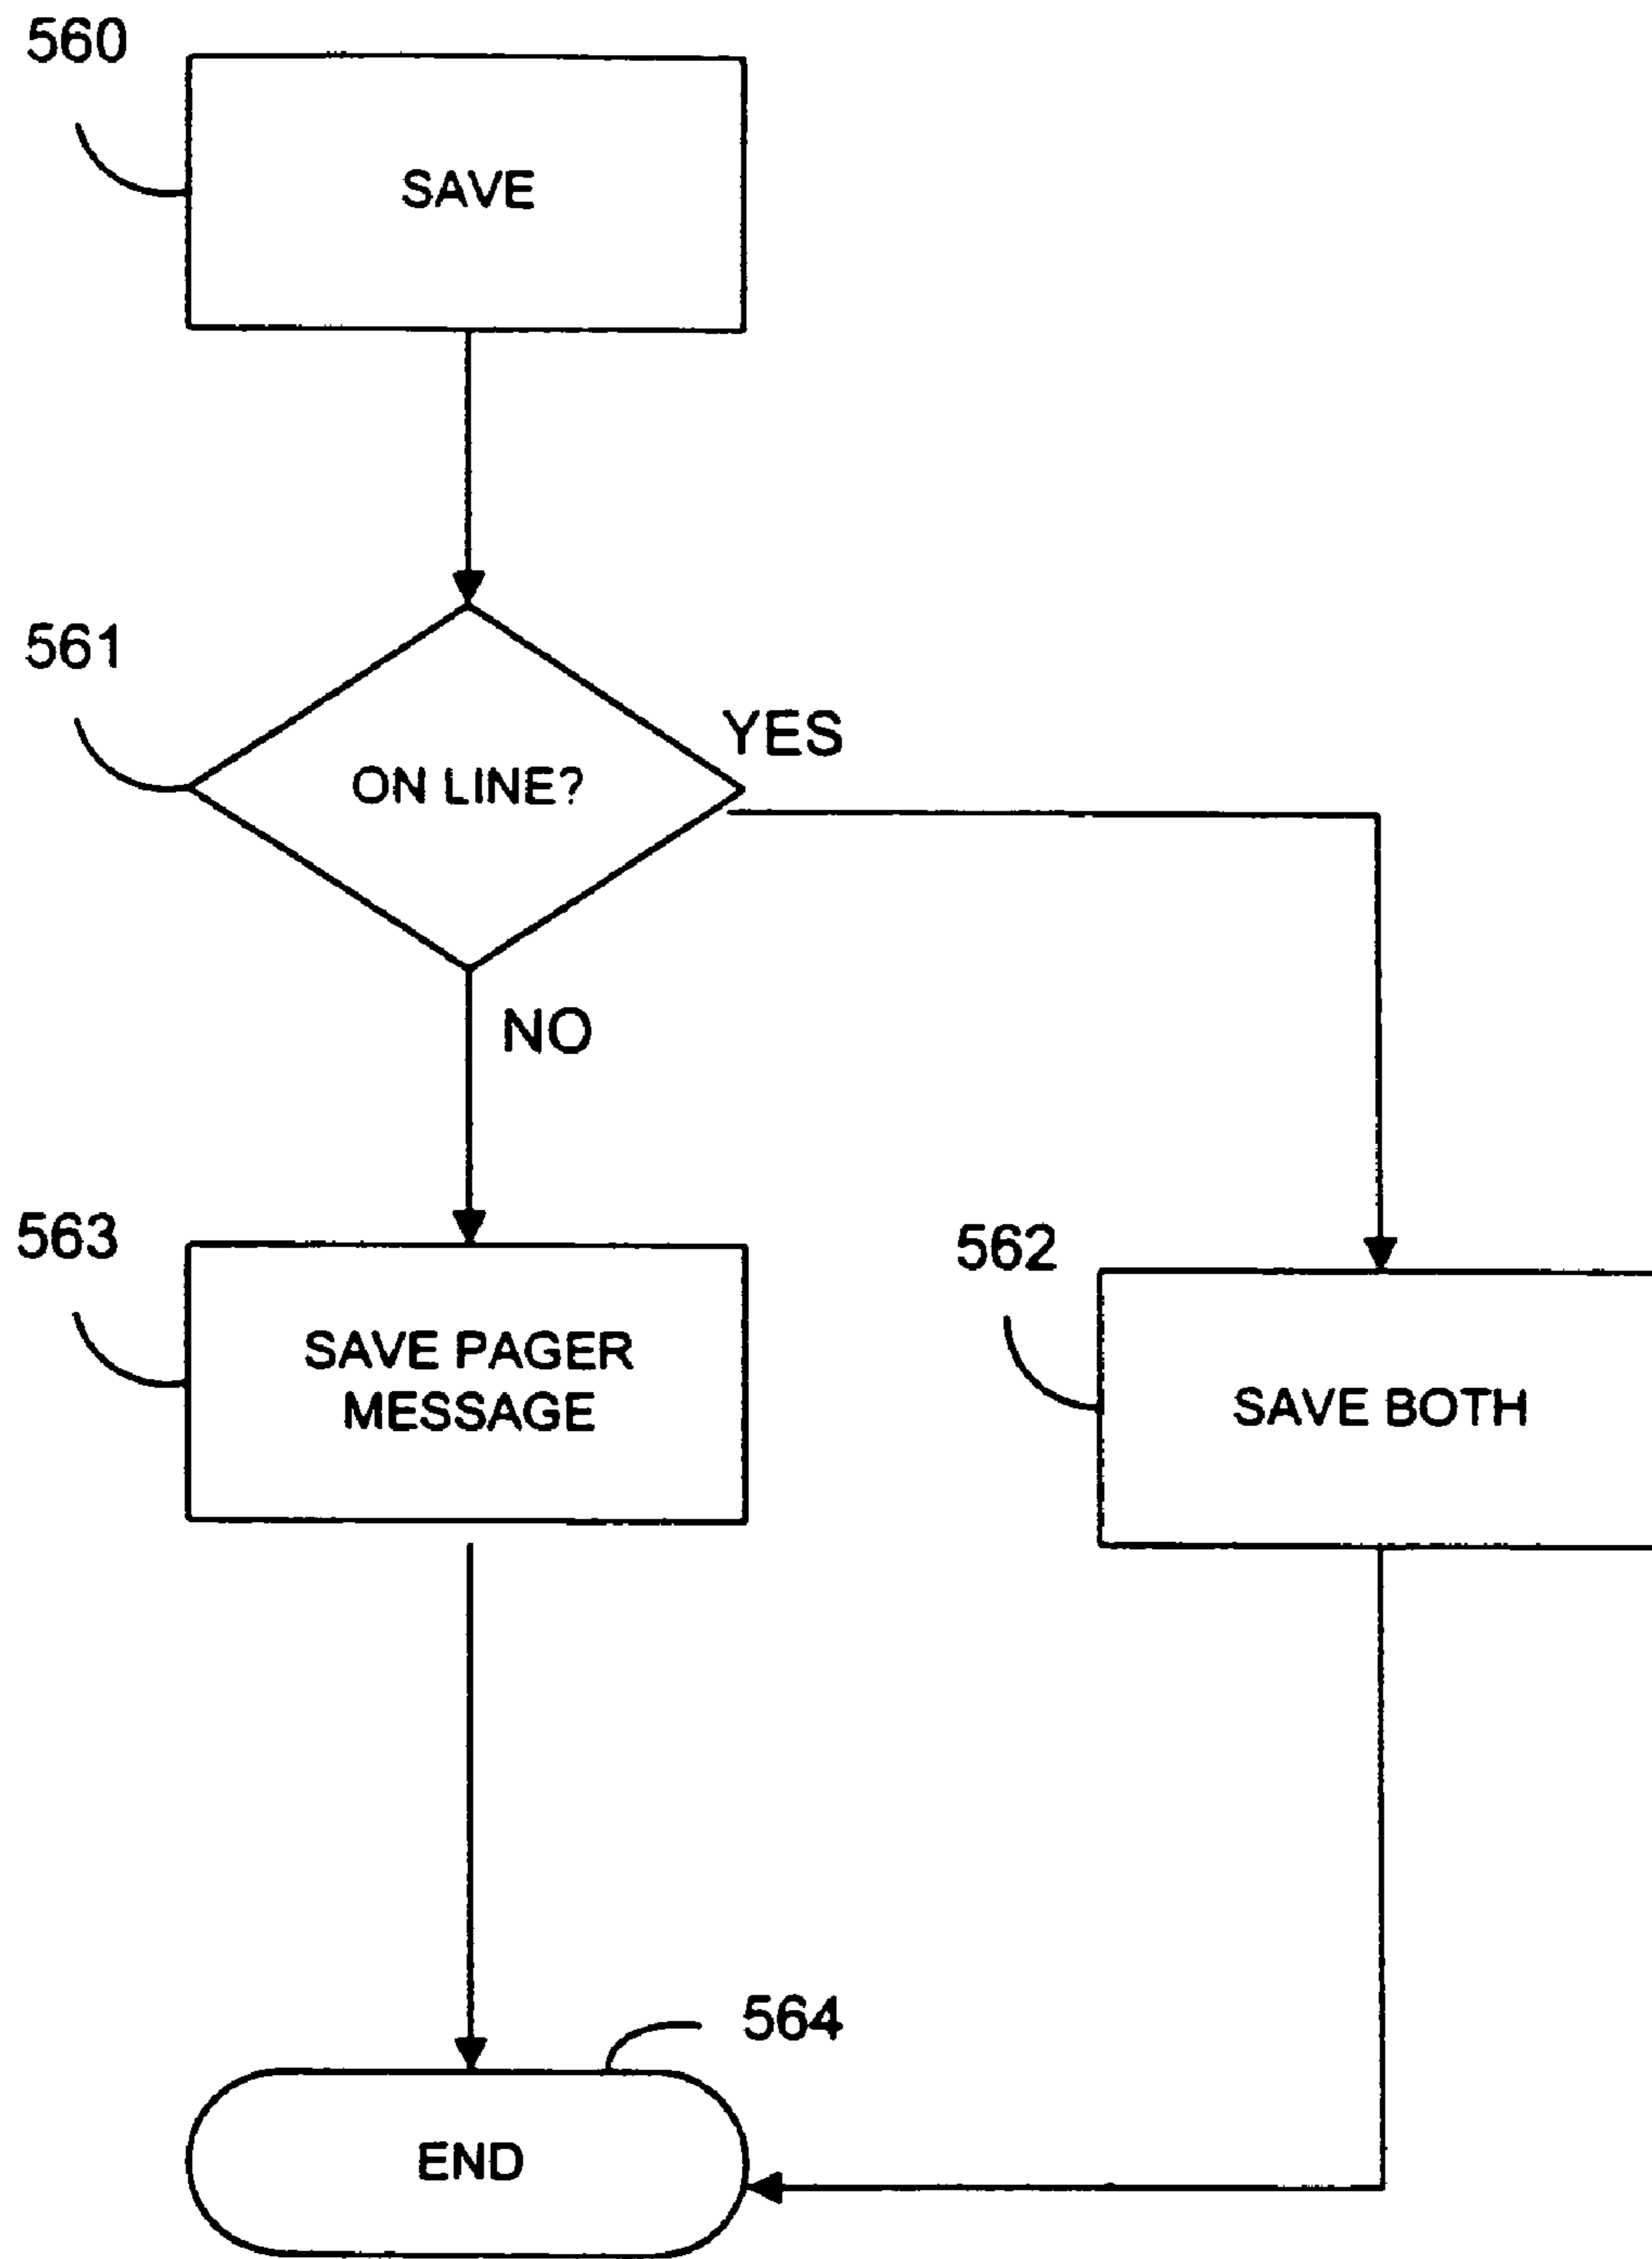 560
SAVE
561
ON LINE?
YES
NO
563
SAVE PAGER
MESSAGE
562
SAVE BOTH
564
END